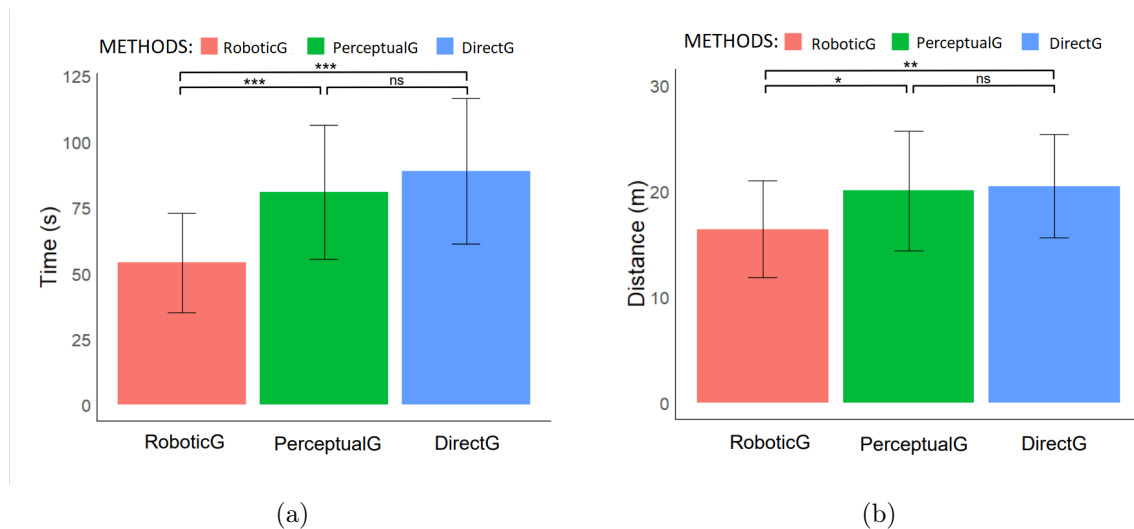 METHODS: RoboticG PerceptualG DirectG
***
*** ns
125
100
75
50
25
0
Time (s)
RoboticG PerceptualG DirectG
(a)
METHODS: RoboticG PerceptualG DirectG
**
* ns
30
20
10
0
Distance (m)
RoboticG PerceptualG DirectG
(b)